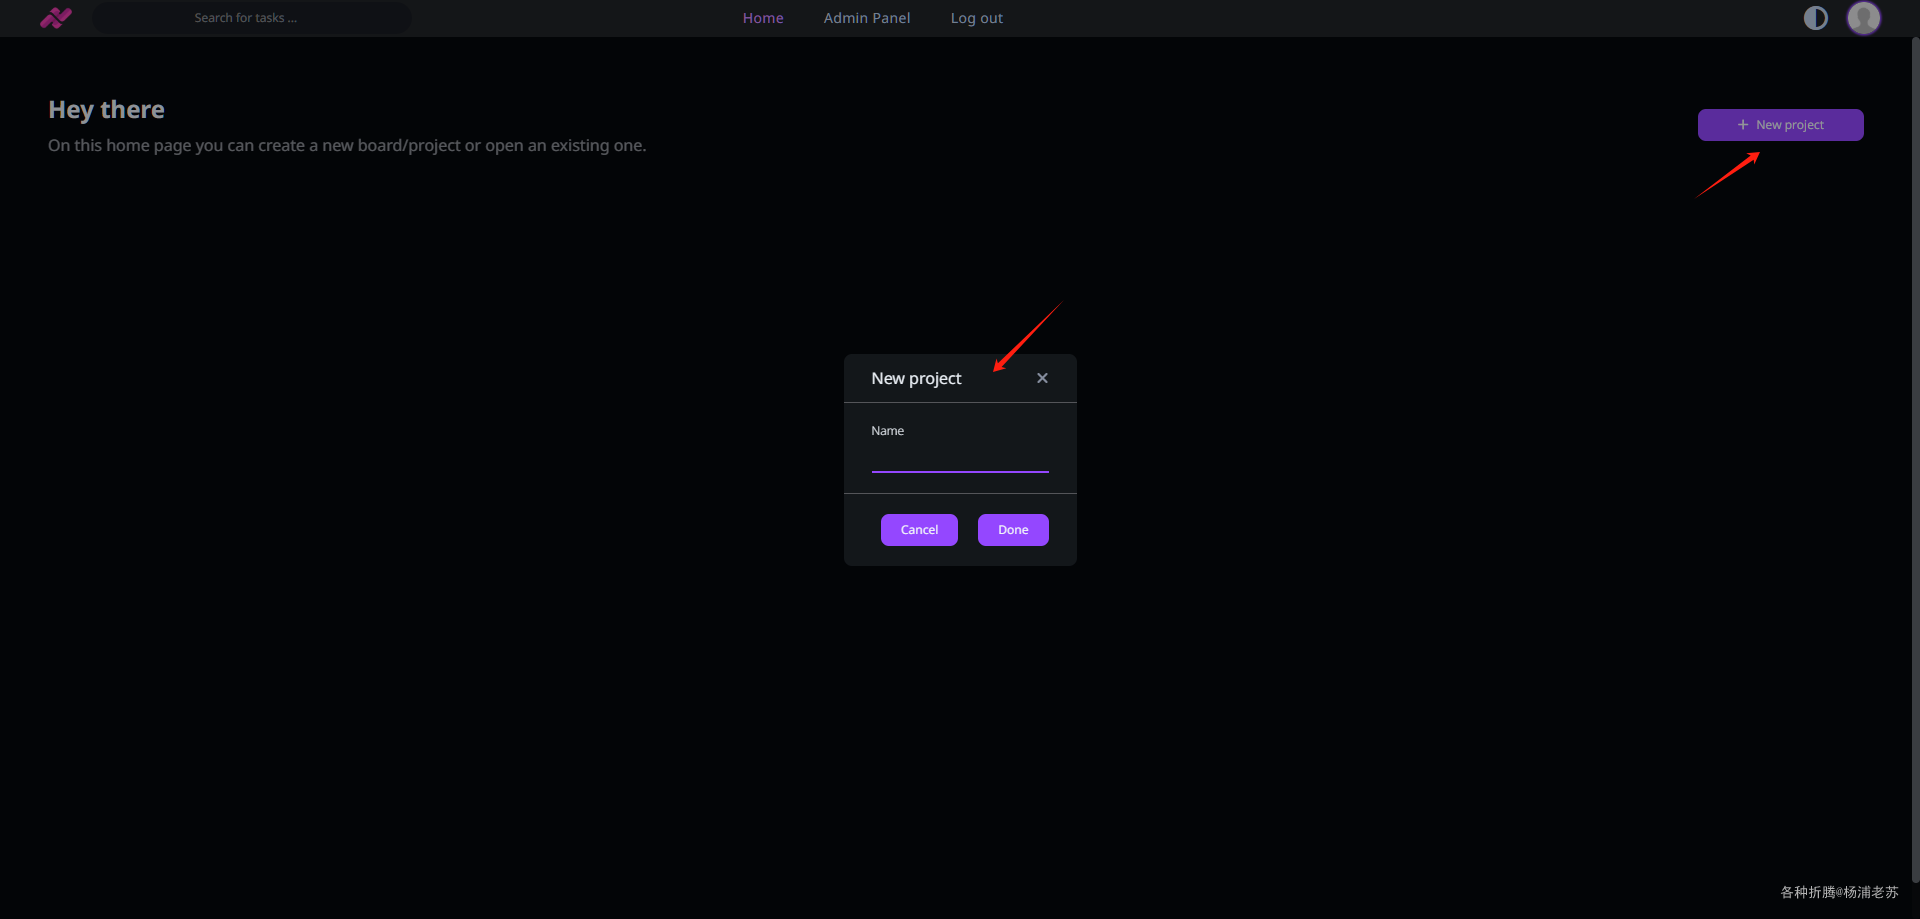 Search for tasks ...
Home
Admin Panel
Log out
Hey there
On this home page you can create a new board/project or open an existing one.
+ New project
New project
Name
Cancel
Done
各种折腾@杨浦老苏